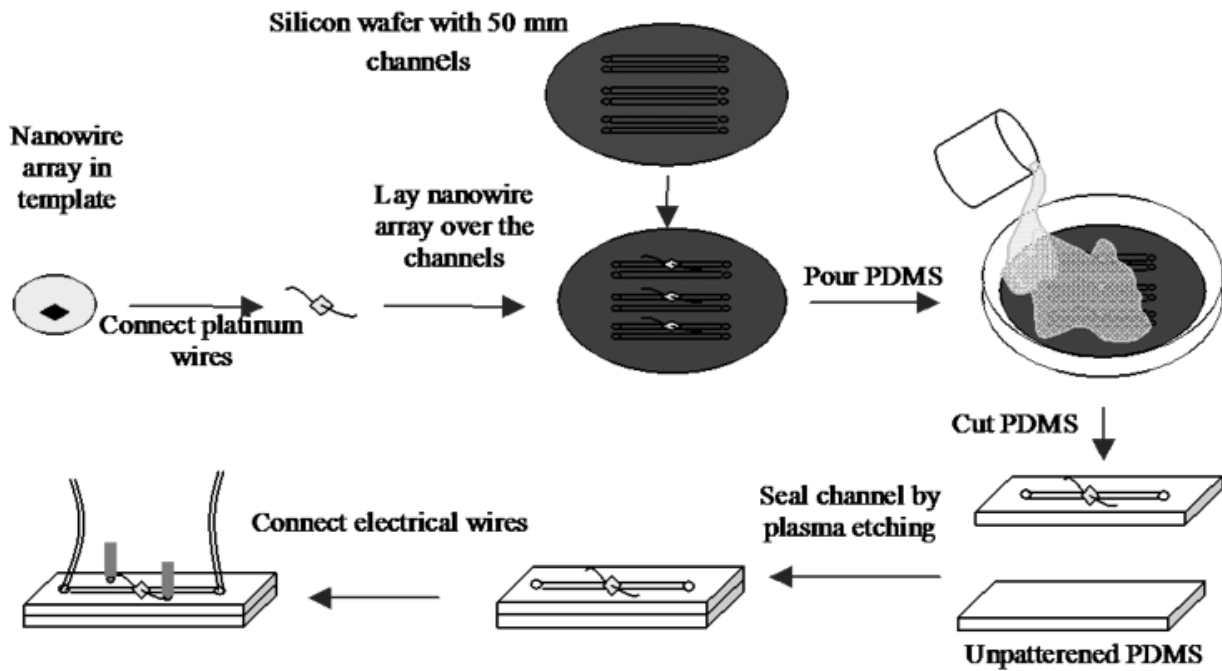 Silicon wafer with 50 mm
channels
Nanowire
array in
template
Lay nanowire
array over the
channels
Connect platinum
wires
Pour PDMS
Cut PDMS
Seal channel by
plasma etching
Connect electrical wires
Unpatterened PDMS